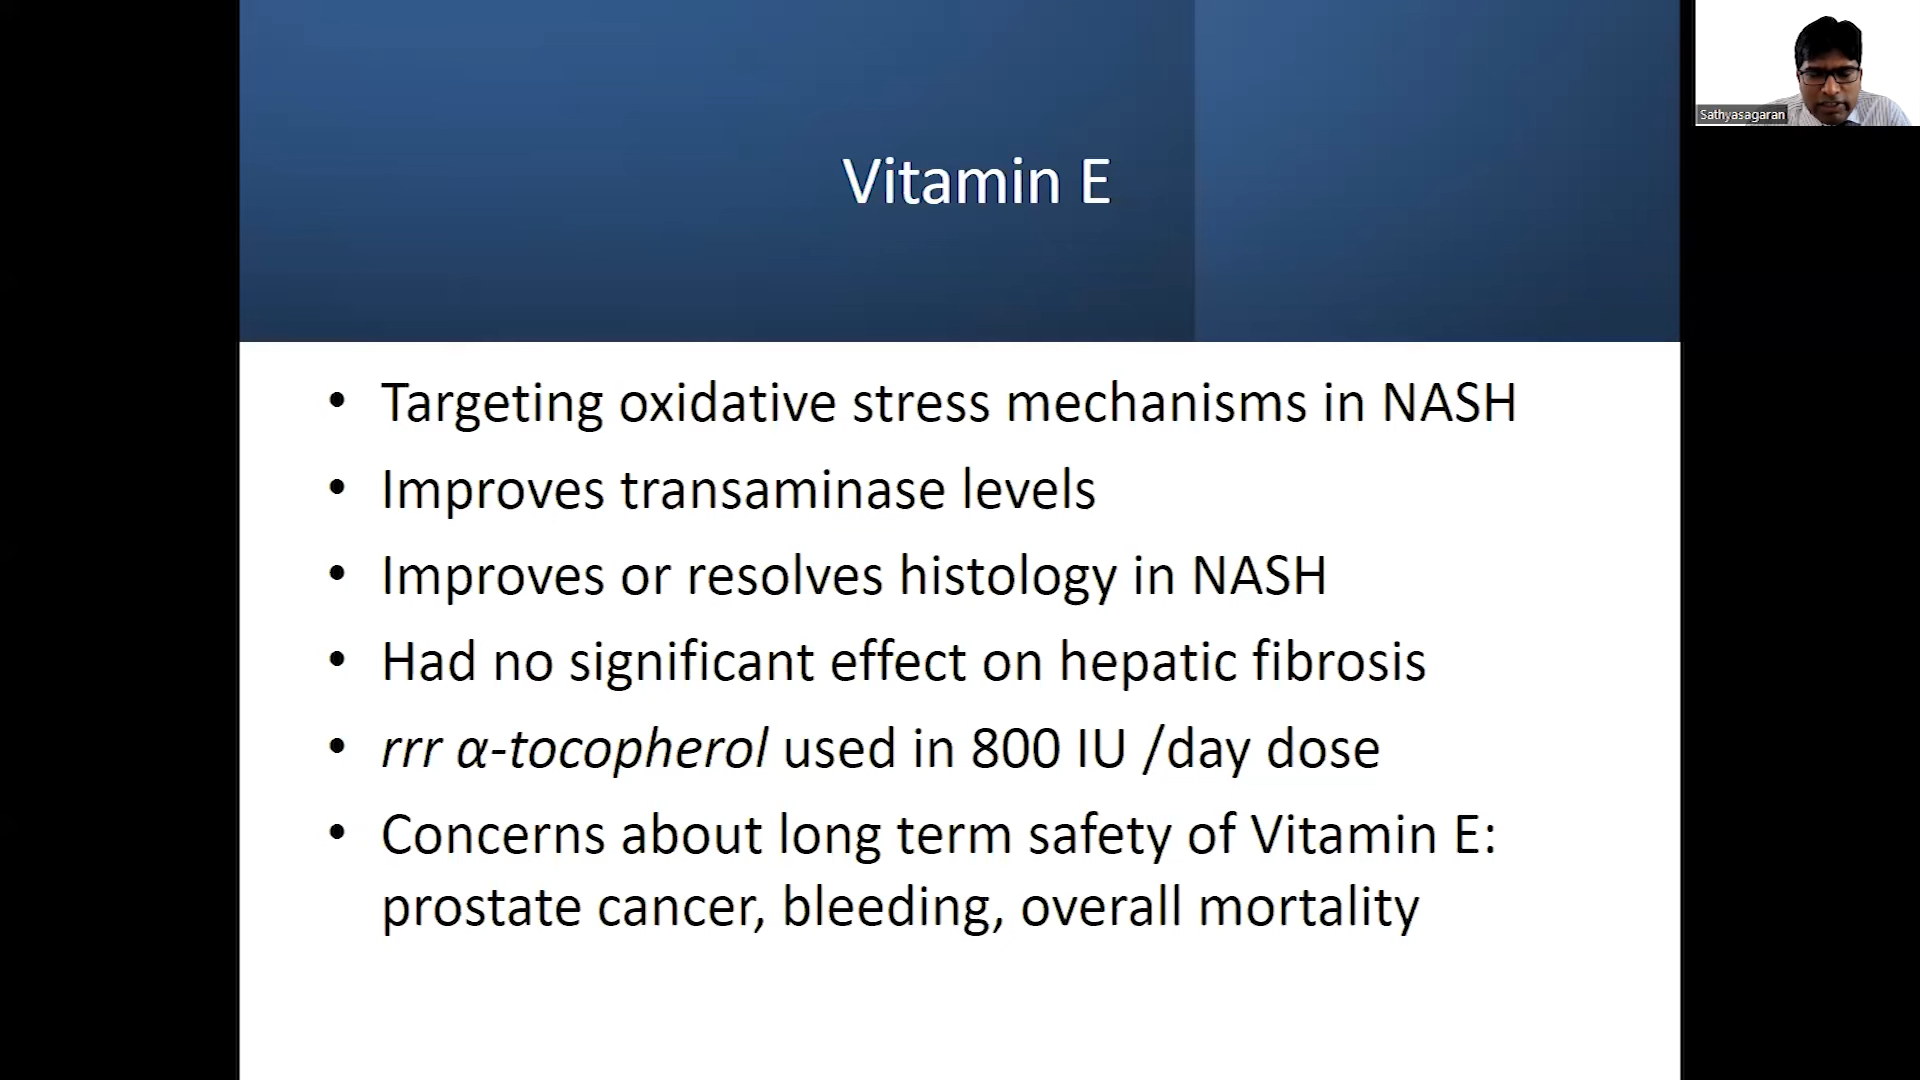 Sathyasagaran
Vitamin E
• Targeting oxidative stress mechanisms in NASH
• Improves transaminase levels
• Improves or resolves histology in NASH
• Had no significant effect on hepatic fibrosis
• rrr α-tocopherol used in 800 IU /day dose
• Concerns about long term safety of Vitamin E:
prostate cancer, bleeding, overall mortality